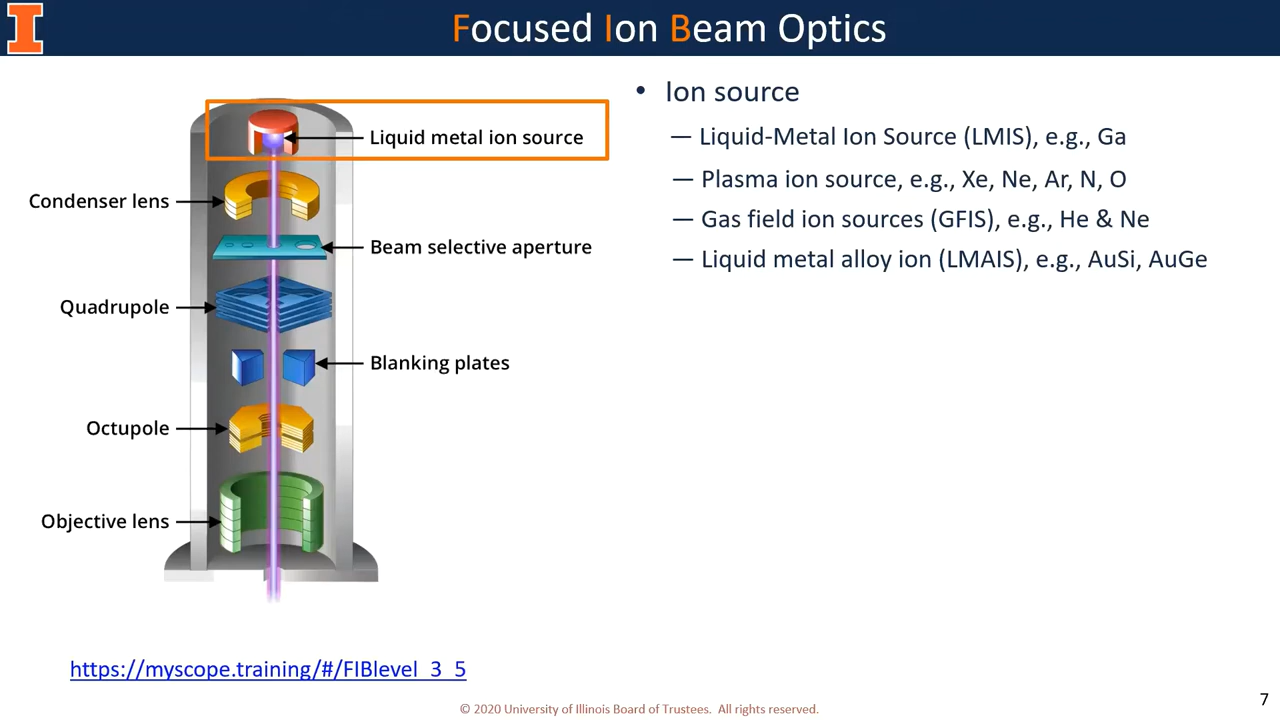 Focused Ion Beam Optics
Liquid metal ion source
Condenser lens
Beam selective aperture
Quadrupole
Blanking plates
Octupole
Objective lens
• Ion source
— Liquid-Metal Ion Source (LMIS), e.g., Ga
— Plasma ion source, e.g., Xe, Ne, Ar, N, O
— Gas field ion sources (GFIS), e.g., He & Ne
— Liquid metal alloy ion (LMAIS), e.g., AuSi, AuGe
https://myscope.training/#/FIBlevel_3_5
© 2020 University of Illinois Board of Trustees. All rights reserved.
7